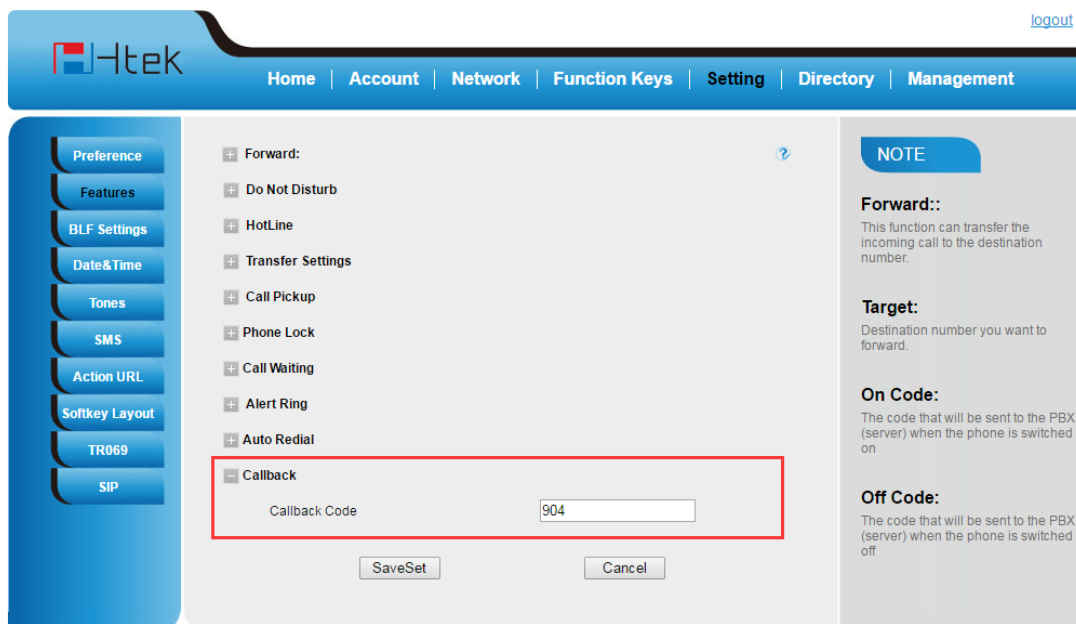 logout
Htek
Home Account Network Function Keys Setting Directory Management
Preference
Features
BLF Settings
Date&Time
Tones
SMS
Action URL
Softkey Layout
TR069
SIP
Forward:
Do Not Disturb
HotLine
Transfer Settings
Call Pickup
Phone Lock
Call Waiting
Alert Ring
Auto Redial
Callback
Callback Code 904
SaveSet Cancel
NOTE
Forward::
This function can transfer the
incoming call to the destination
number.
Target:
Destination number you want to
forward.
On Code:
The code that will be sent to the PBX
(server) when the phone is switched
on
Off Code:
The code that will be sent to the PBX
(server) when the phone is switched
off